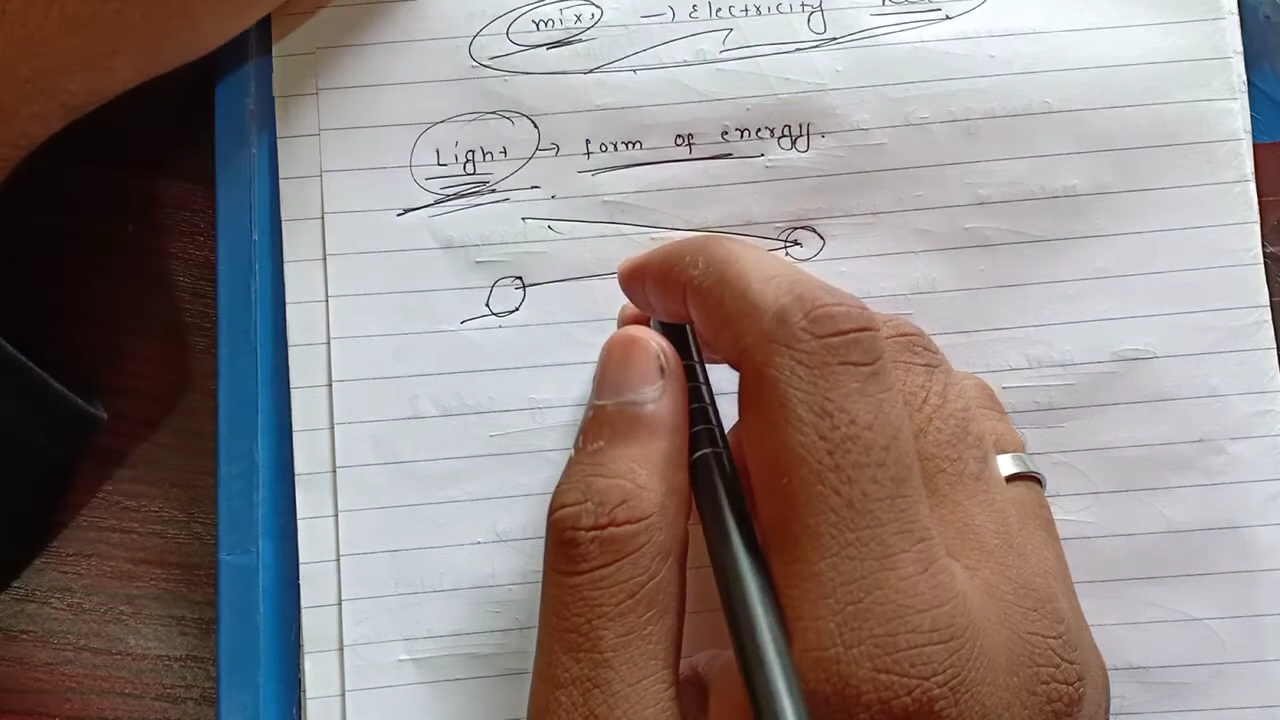 mix, → Electricity
Light → form of energy.